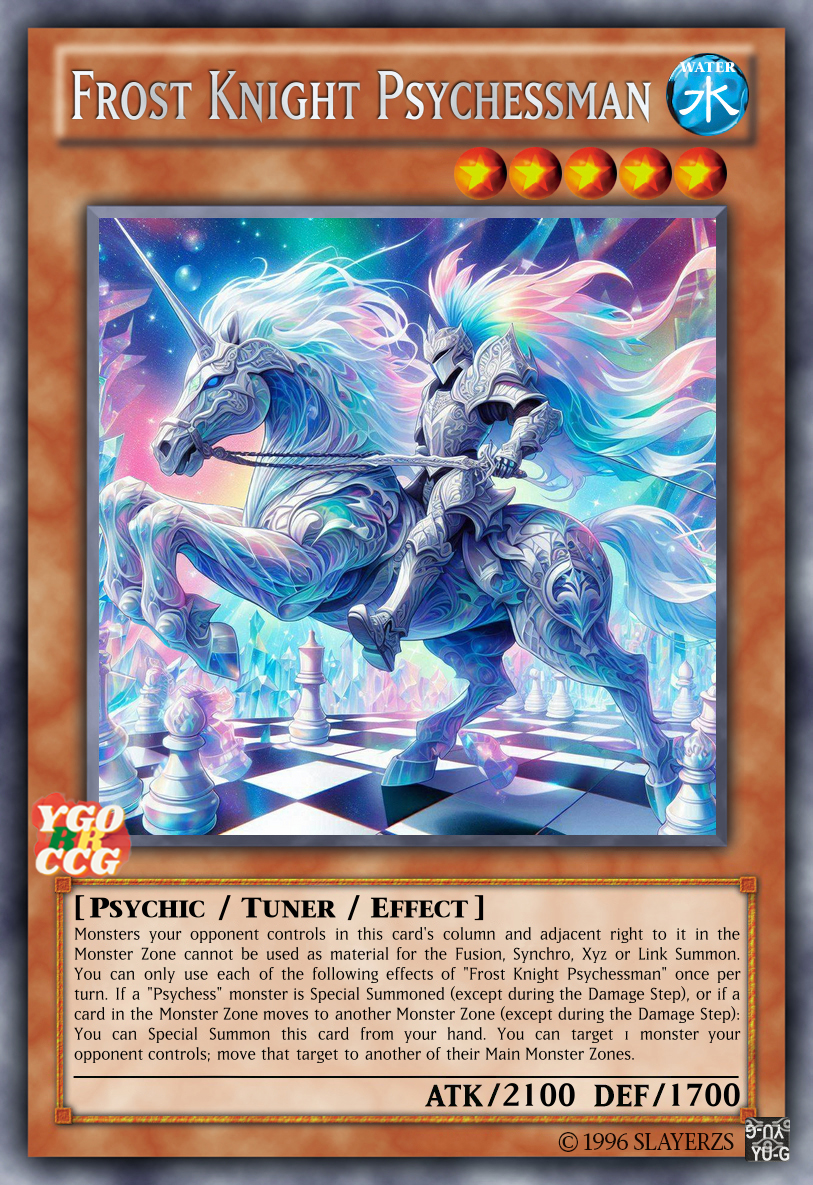 FROST KNIGHT PSYCHESSMAN
WATER
水
YGO
BR
CCG
[ PSYCHIC / TUNER / EFFECT ]
Monsters your opponent controls in this card's column and adjacent right to it in the
Monster Zone cannot be used as material for the Fusion, Synchro, Xyz or Link Summon.
You can only use each of the following effects of "Frost Knight Psychessman" once per
turn. If a "Psychess" monster is Special Summoned (except during the Damage Step), or if a
card in the Monster Zone moves to another Monster Zone (except during the Damage Step):
You can Special Summon this card from your hand. You can target 1 monster your
opponent controls; move that target to another of their Main Monster Zones.
ATK/2100 DEF/1700
© 1996 SLAYERZS
YU-G
YU-G